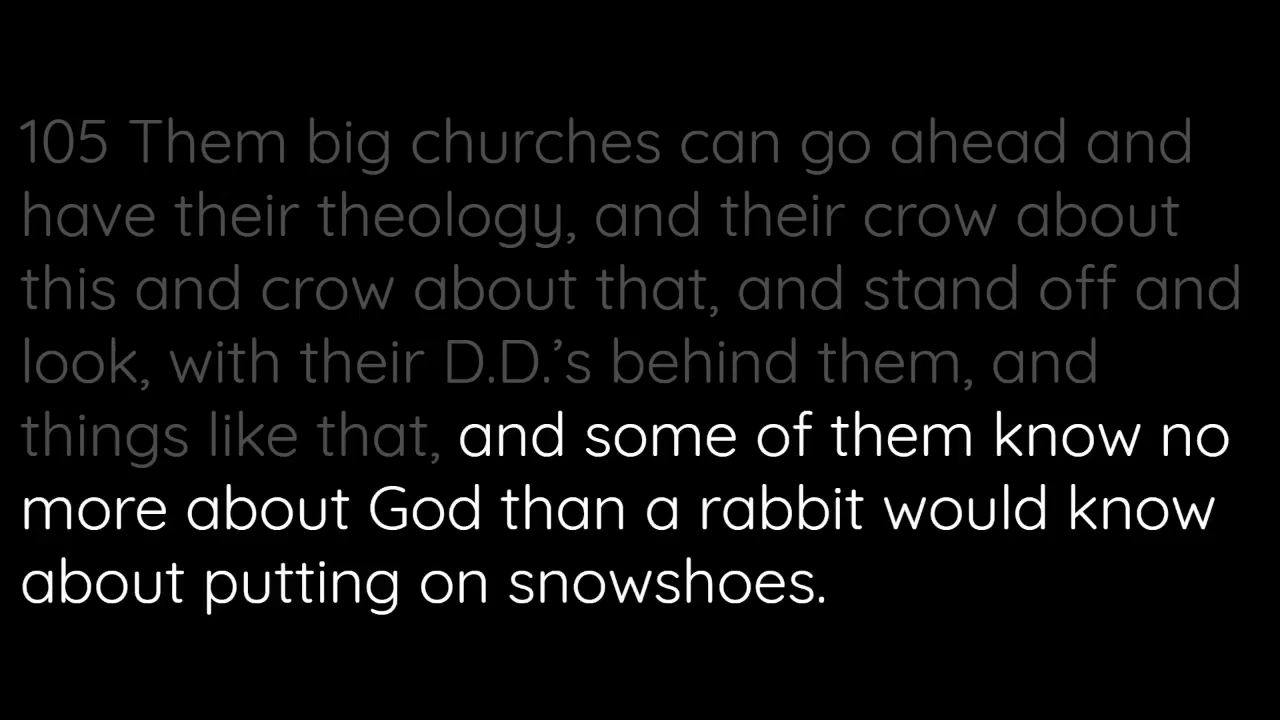 105 Them big churches can go ahead and
have their theology, and their crow about
this and crow about that, and stand off and
look, with their D.D.’s behind them, and
things like that, and some of them know no
more about God than a rabbit would know
about putting on snowshoes.